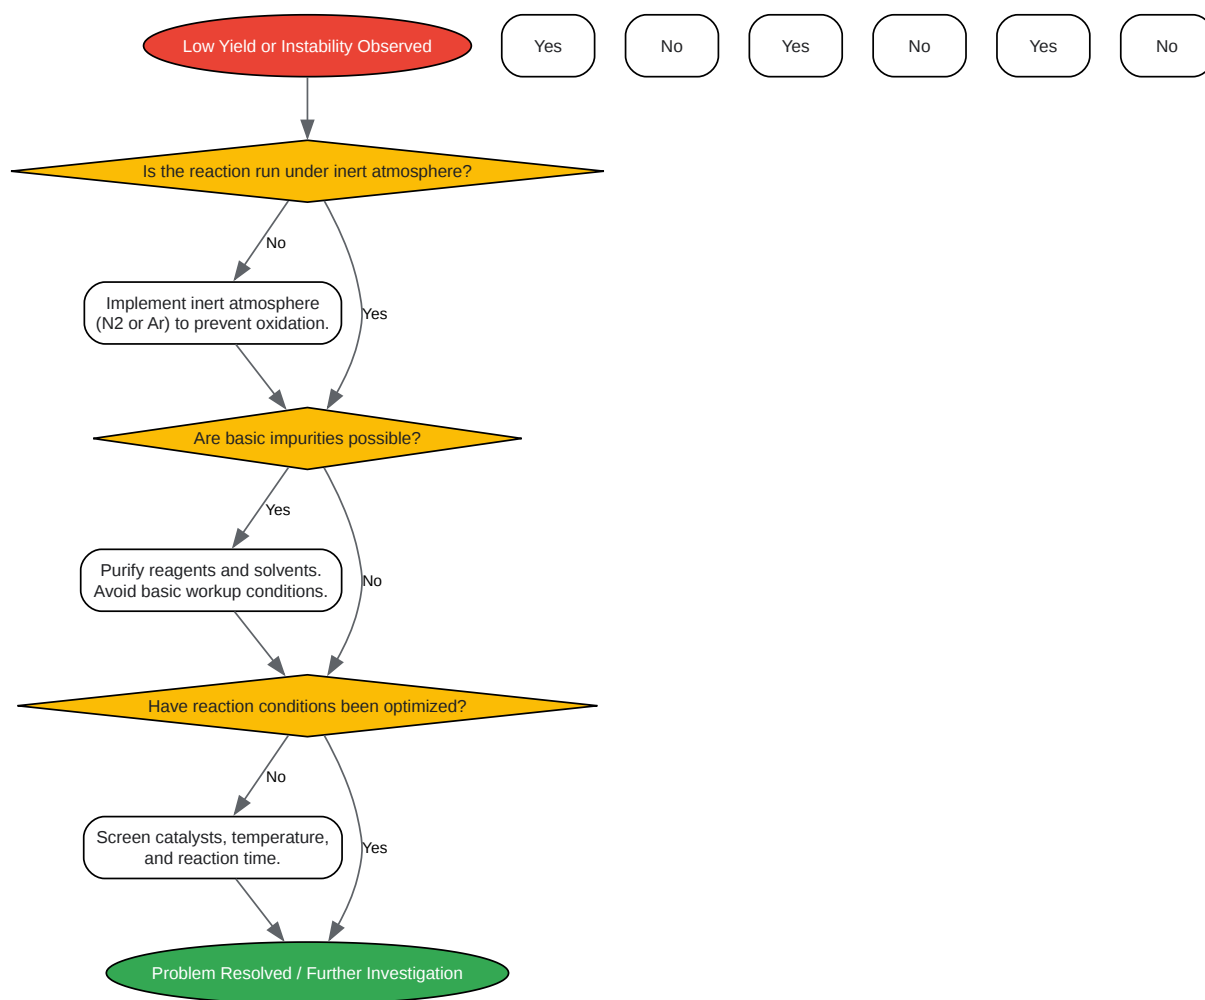 Low Yield or Instability Observed
Yes
No
Yes
No
Yes
No
Is the reaction run under inert atmosphere?
No
Implement inert atmosphere
(N2 or Ar) to prevent oxidation.
Yes
Are basic impurities possible?
Yes
Purify reagents and solvents.
Avoid basic workup conditions.
No
Have reaction conditions been optimized?
No
Screen catalysts, temperature,
and reaction time.
Yes
Problem Resolved / Further Investigation